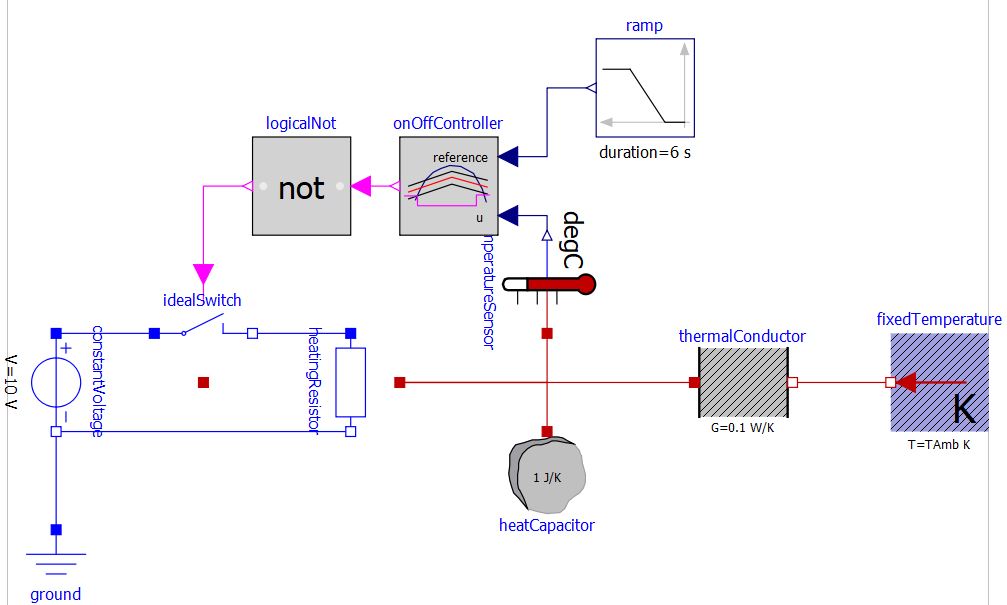 ramp
duration=6 s
logicalNot
onOffController
reference
not
u
degC
nperatureSensor
idealSwitch
+
constantVoltage
V=10 V
heatingResistor
thermalConductor
G=0.1 W/K
fixedTemperature
K
T=TAmb K
1 J/K
heatCapacitor
ground